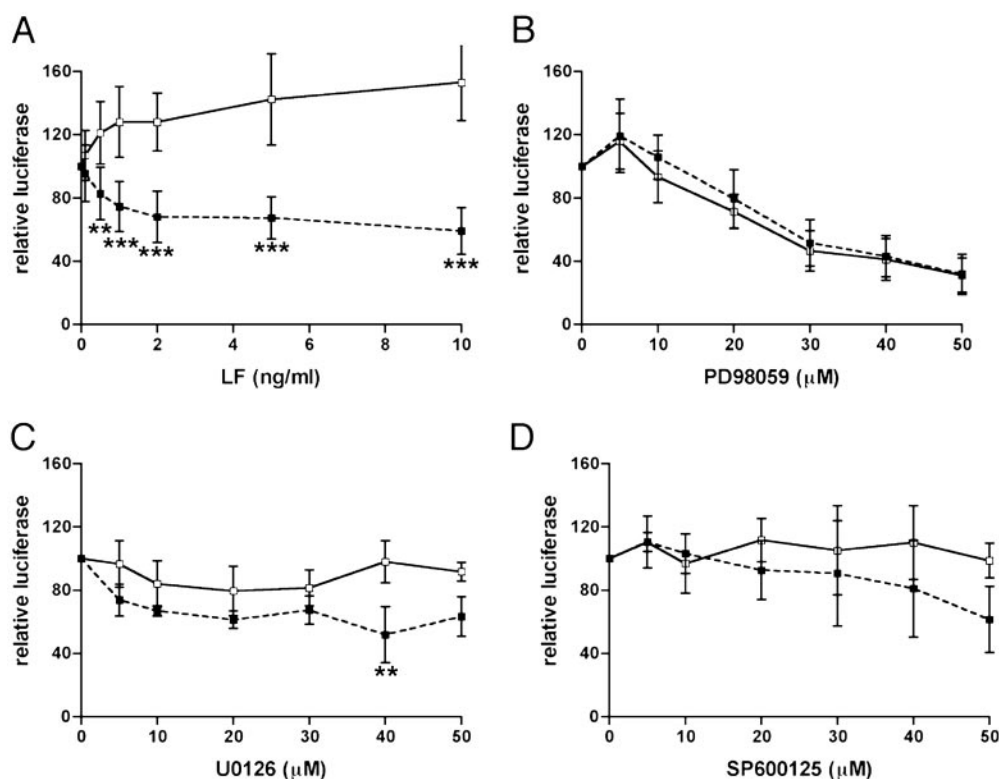 A
relative luciferase
160
120
80
40
0
** *** *** *** ***
0 2 4 6 8 10
LF (ng/ml)
B
relative luciferase
160
120
80
40
0
0 10 20 30 40 50
PD98059 (μM)
C
relative luciferase
160
120
80
40
0
**
0 10 20 30 40 50
U0126 (μM)
D
relative luciferase
160
120
80
40
0
0 10 20 30 40 50
SP600125 (μM)